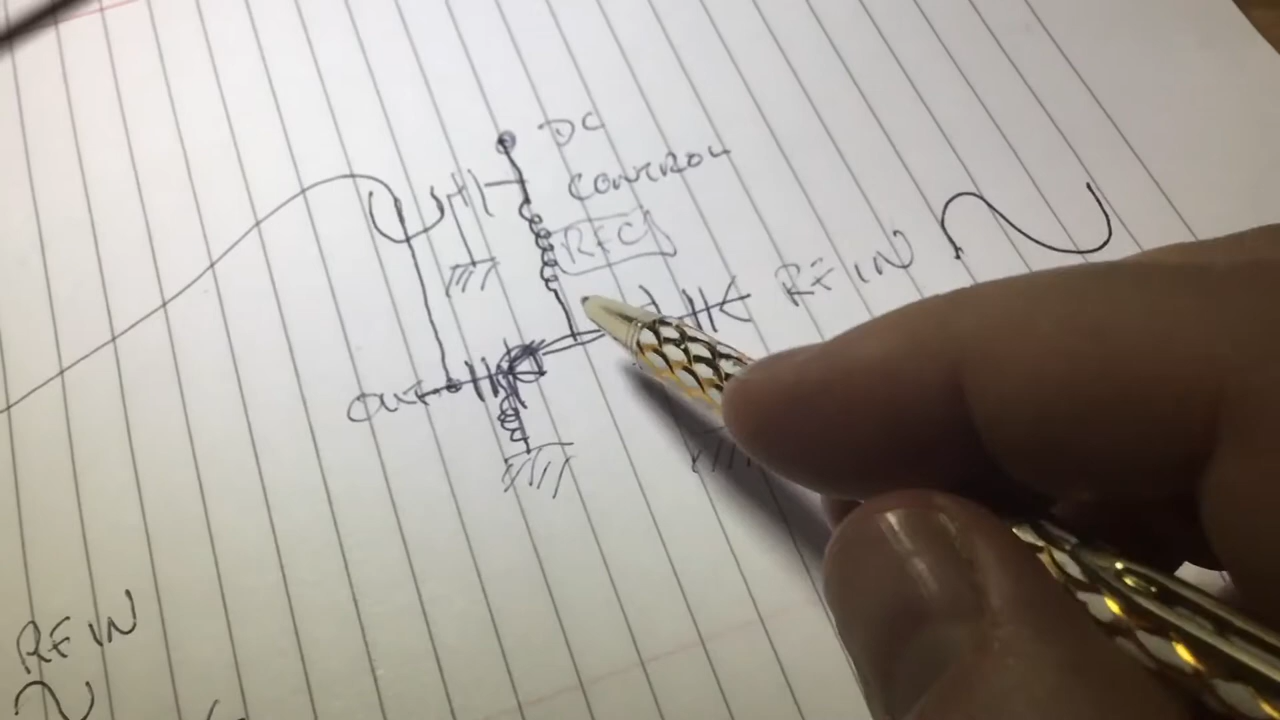 DC
CONTROL
RFC
RF IN
OUT
RF IN